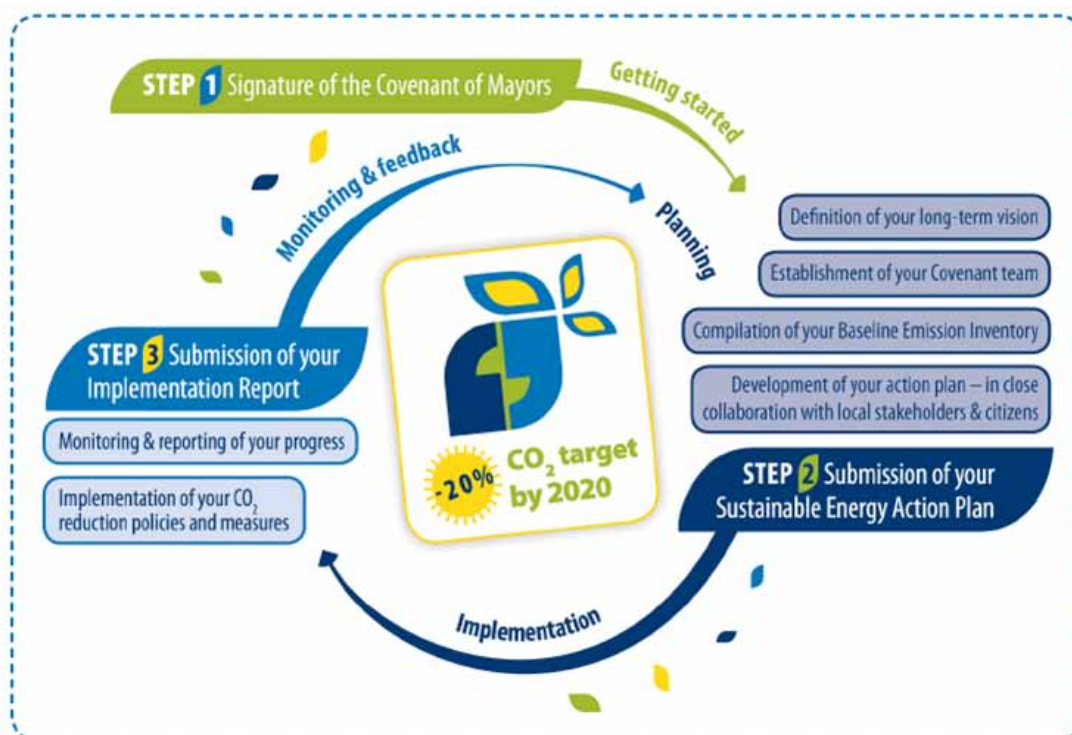 STEP 1 Signature of the Covenant of Mayors
Getting started
Monitoring & feedback
Planning
Definition of your long-term vision
Establishment of your Covenant team
Compilation of your Baseline Emission Inventory
Development of your action plan – in close
collaboration with local stakeholders & citizens
STEP 2 Submission of your
Sustainable Energy Action Plan
Implementation
STEP 3 Submission of your
Implementation Report
Monitoring & reporting of your progress
Implementation of your CO₂
reduction policies and measures
-20%
CO₂ target
by 2020